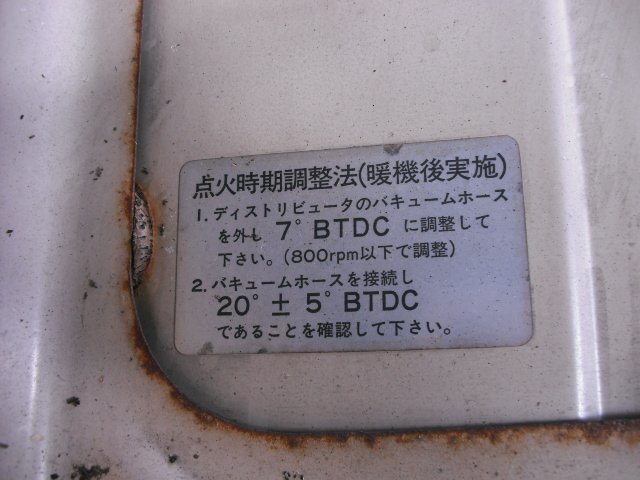 点火時期調整法(暖機後実施)
1. ディストリビュータのバキュームホース
を外し 7° BTDC に調整して
下さい。(800rpm以下で調整)
2. バキュームホースを接続し
20° ± 5° BTDC
であることを確認して下さい。